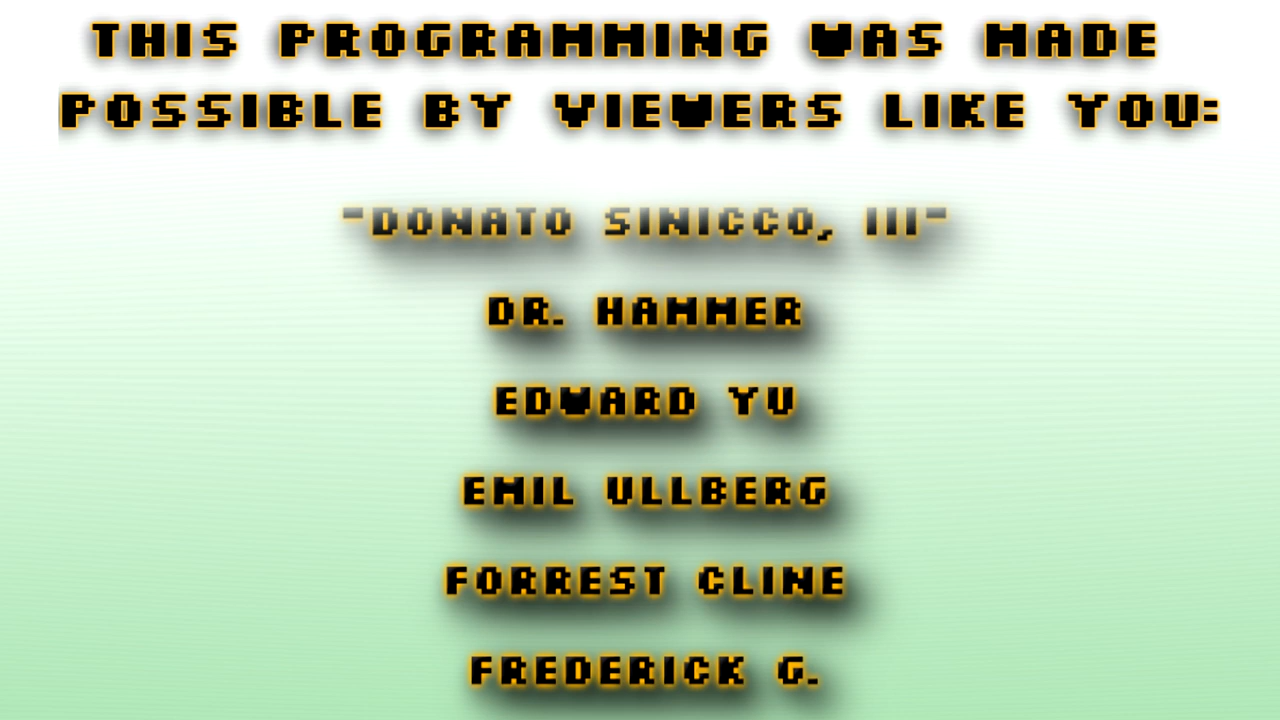 THIS PROGRAMMING WAS MADE
POSSIBLE BY VIEWERS LIKE YOU:
"DONATO SINICCO, III"
DR. HAMMER
EDWARD YU
EMIL ULLBERG
FORREST CLINE
FREDERICK G.